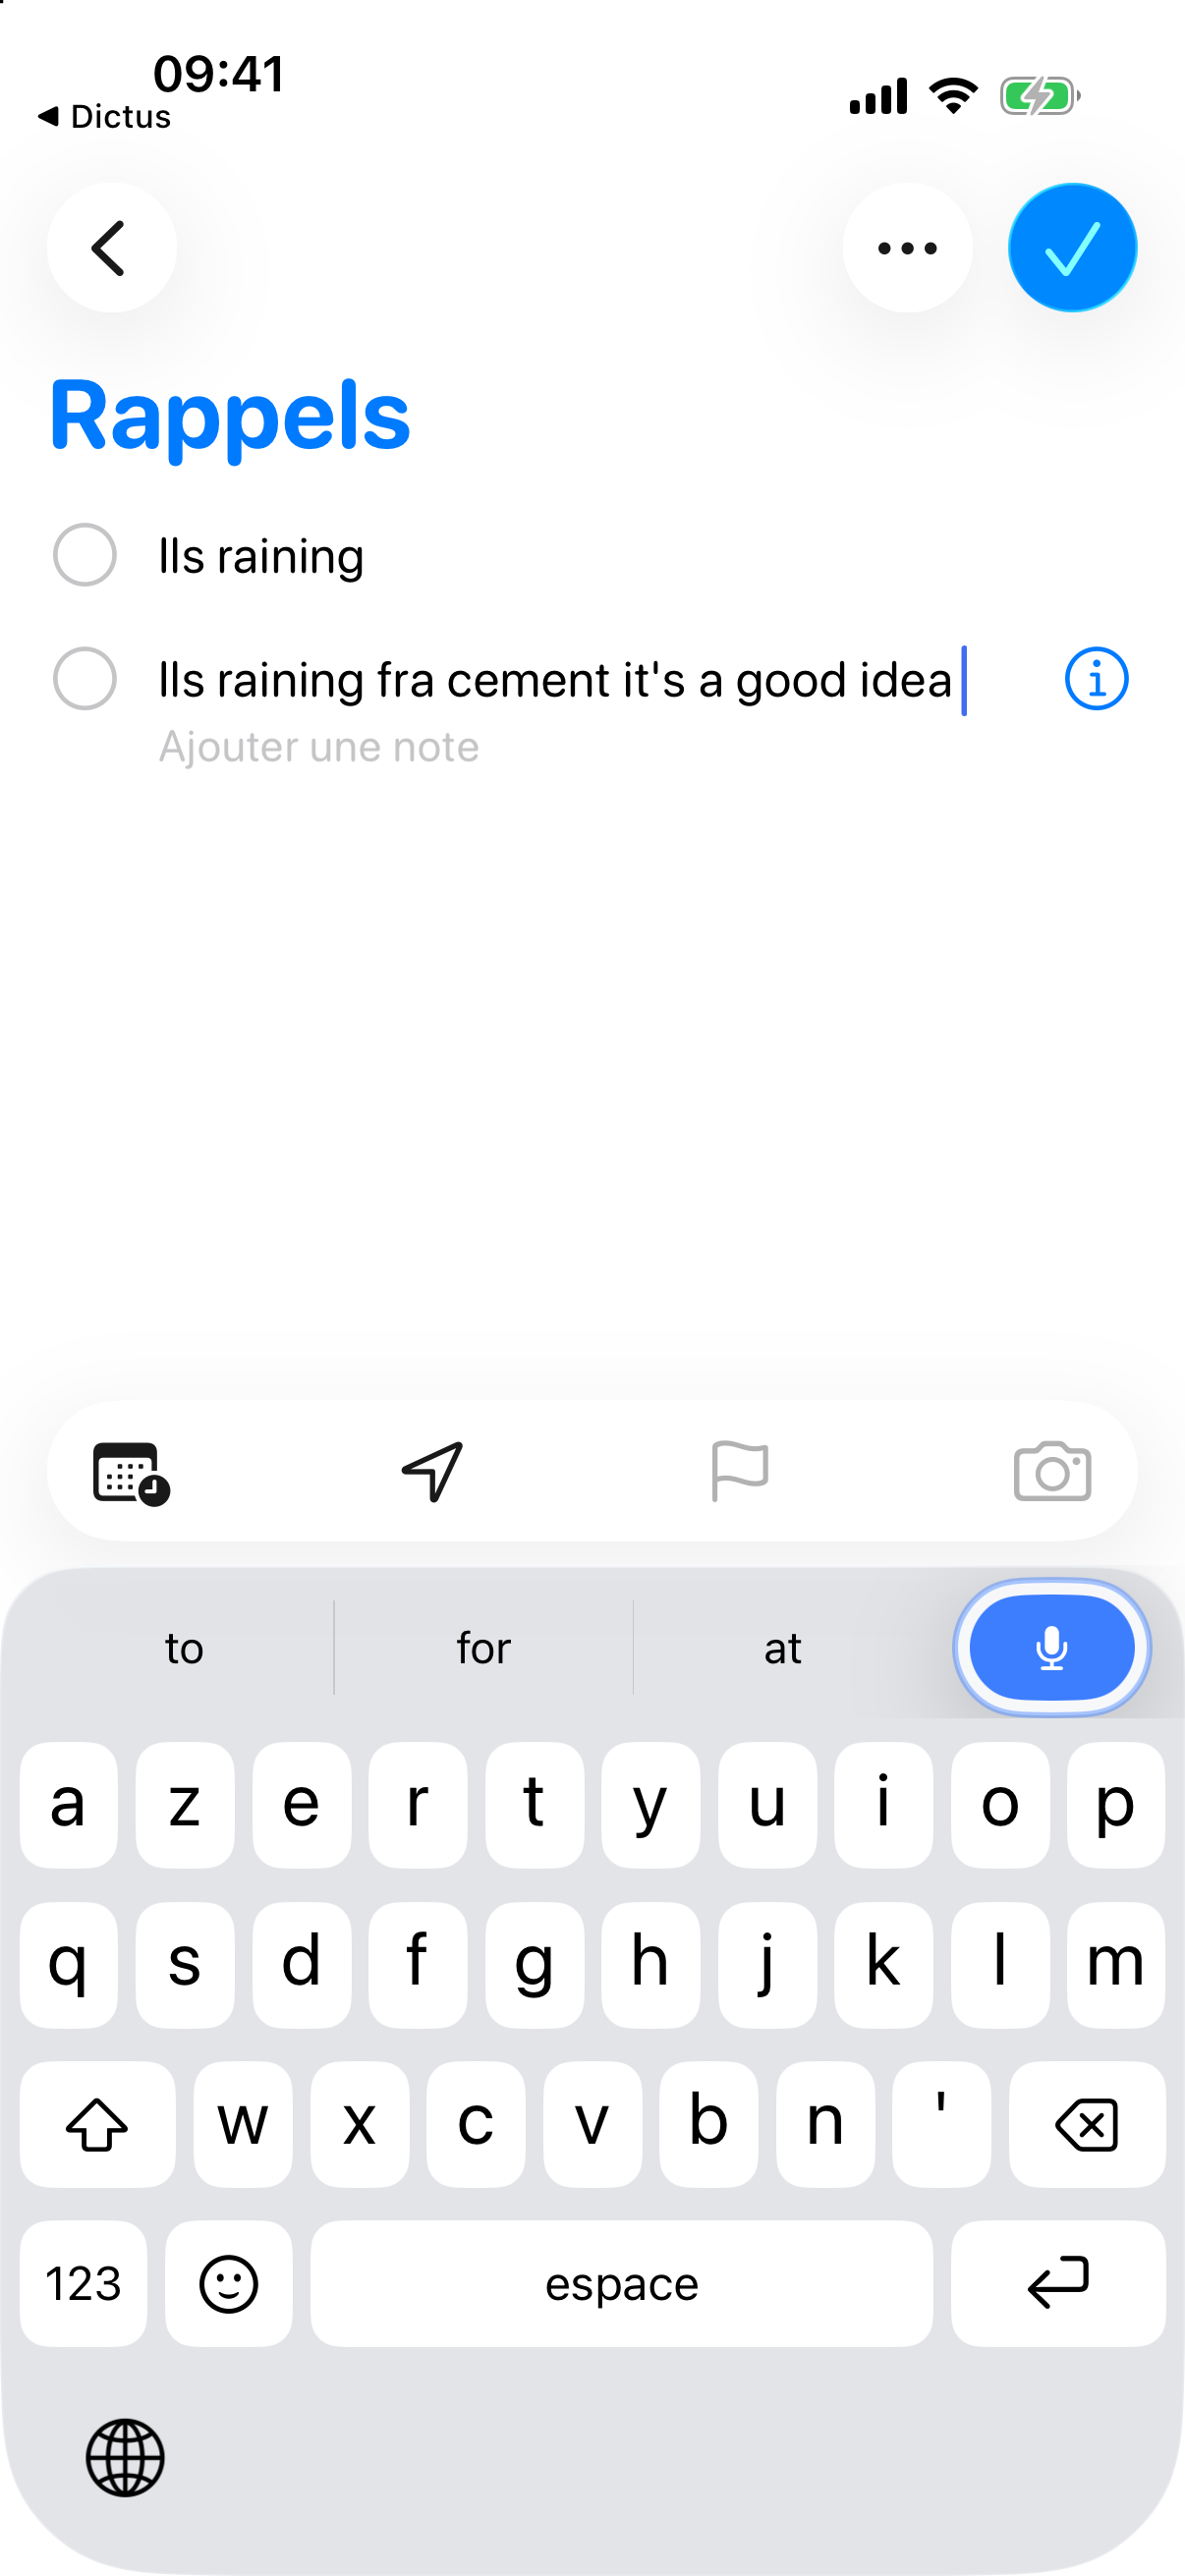 09:41
Dictus
Rappels
Ils raining
Ils raining fra cement it's a good idea
Ajouter une note
to for at
a z e r t y u i o p
q s d f g h j k l m
w x c v b n '
123 espace